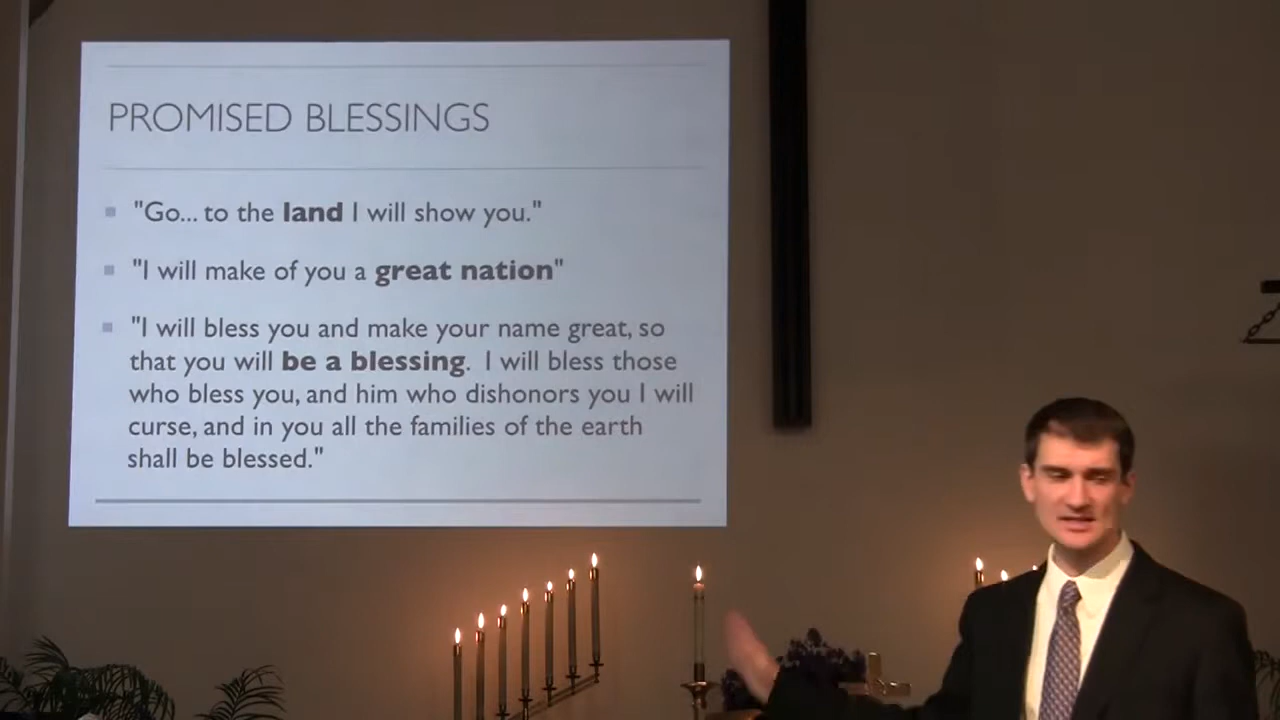 PROMISED BLESSINGS
"Go... to the land I will show you."
"I will make of you a great nation"
"I will bless you and make your name great, so
that you will be a blessing. I will bless those
who bless you, and him who dishonors you I will
curse, and in you all the families of the earth
shall be blessed."